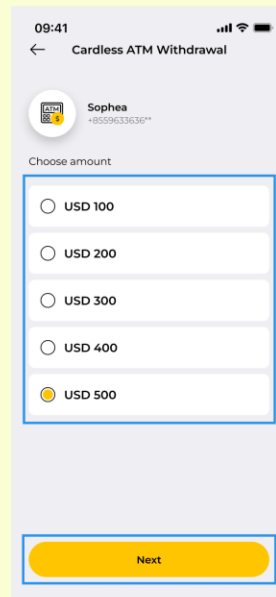 09:41
Cardless ATM Withdrawal
ATM
$
Sophea
+8559633636**
Choose amount
USD 100
USD 200
USD 300
USD 400
USD 500
Next